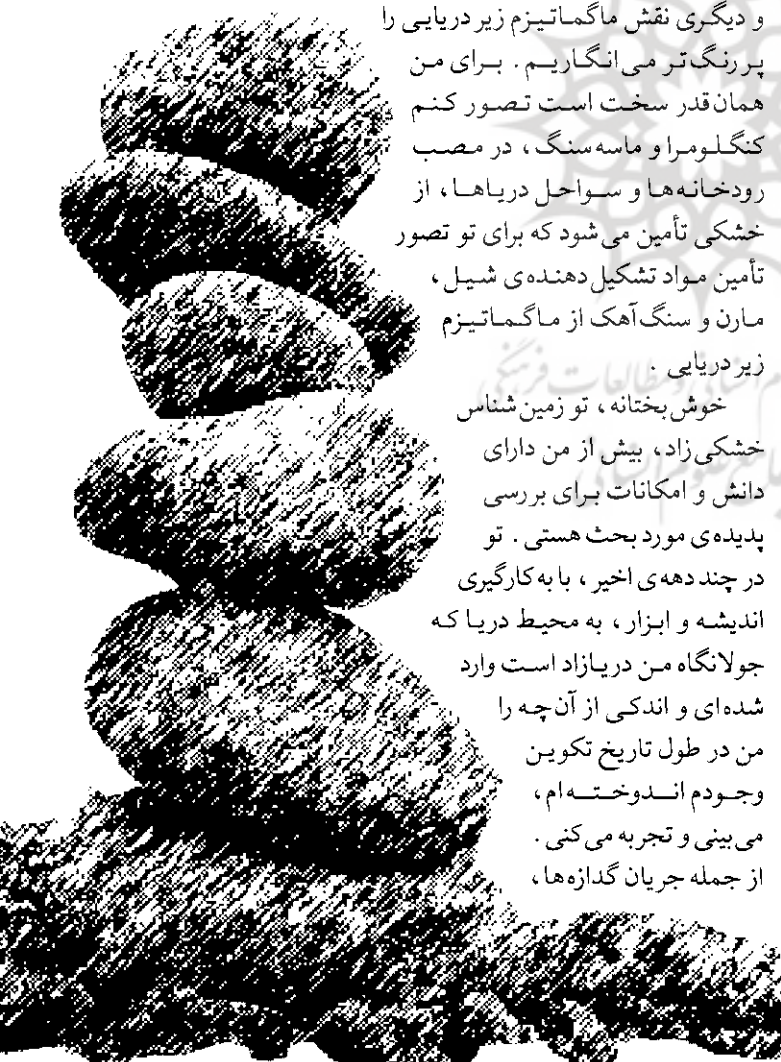 و دیگری نقش ماگماتیزم زیر دریایی را
پررنگ‌تر می‌انگاریم. برای من
همان‌قدر سخت است تصور کنم
کنگلومرا و ماسه سنگ، در مصب
رودخانه‌ها و سواحل دریاها، از
خشکی تأمین می‌شود که برای تو تصور
تأمین مواد تشکیل دهنده‌ی شیل،
مارن و سنگ آهک از ماگماتیزم
زیر دریایی.
خوش‌بختانه، تو زمین شناس
خشکی زاد، بیش از من دارای
دانش و امکانات برای بررسی
پدیده‌ی مورد بحث هستی. تو
در چند دهه‌ی اخیر، با به کارگیری
اندیشه و ابزار، به محیط دریا که
جولانگاه من دریازاد است وارد
شده‌ای و اندکی از آن‌چه را
من در طول تاریخ تکوین
وجودم اندوخته‌ام،
می‌بینی و تجربه می‌کنی.
از جمله جریان گدازه‌ها،